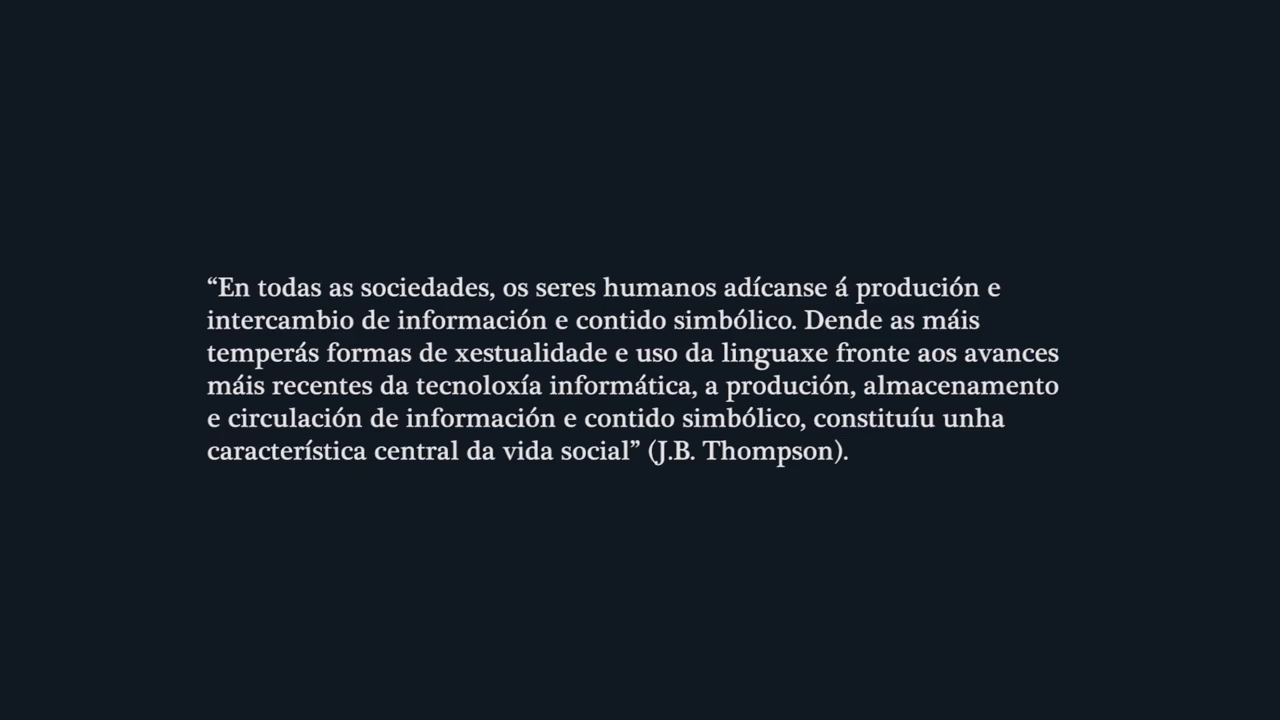 “En todas as sociedades, os seres humanos adícanse á produción e
intercambio de información e contido simbólico. Dende as máis
temperás formas de xestualidade e uso da linguaxe fronte aos avances
máis recentes da tecnoloxía informática, a produción, almacenamento
e circulación de información e contido simbólico, constituíu unha
característica central da vida social” (J.B. Thompson).